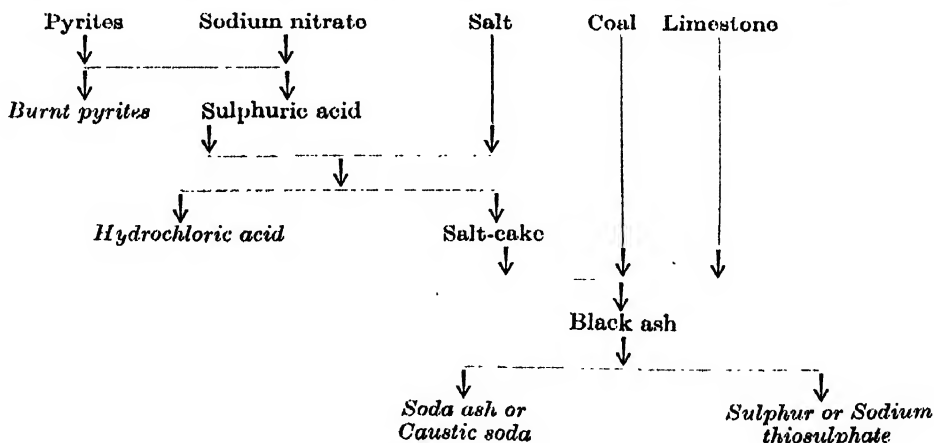 Pyrites Sodium nitrato Salt Coal Limestone
Burnt pyrites Sulphuric acid
Hydrochloric acid Salt-cake
Black ash
Soda ash or
Caustic soda
Sulphur or Sodium
thiosulphate